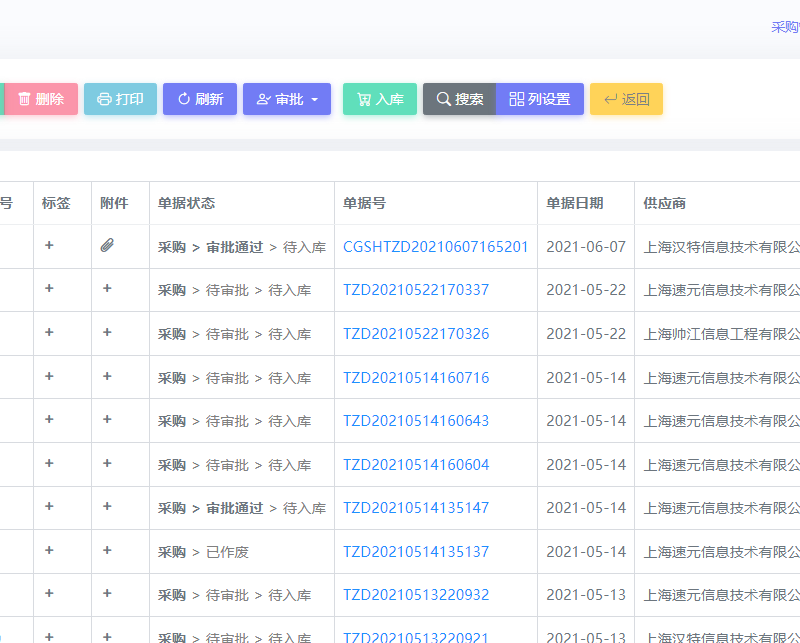 采购
删除 打印 刷新 审批 入库 搜索 列设置 返回
号 标签 附件 单据状态 单据号 单据日期 供应商
+ 采购 > 审批通过 > 待入库 CGSHTZD20210607165201 2021-06-07 上海汉特信息技术有限公
+ + 采购 > 待审批 > 待入库 TZD20210522170337 2021-05-22 上海速元信息技术有限公
+ + 采购 > 待审批 > 待入库 TZD20210522170326 2021-05-22 上海帅江信息工程有限公
+ + 采购 > 待审批 > 待入库 TZD20210514160716 2021-05-14 上海速元信息技术有限公
+ + 采购 > 待审批 > 待入库 TZD20210514160643 2021-05-14 上海速元信息技术有限公
+ + 采购 > 待审批 > 待入库 TZD20210514160604 2021-05-14 上海速元信息技术有限公
+ + 采购 > 审批通过 > 待入库 TZD20210514135147 2021-05-14 上海速元信息技术有限公
+ + 采购 > 已作废 TZD20210514135137 2021-05-14 上海速元信息技术有限公
+ + 采购 > 待审批 > 待入库 TZD20210513220932 2021-05-13 上海速元信息技术有限公
+ + 采购 > 待审批 > 待入库 TZD20210513220921 2021-05-13 上海汉特信息技术有限公